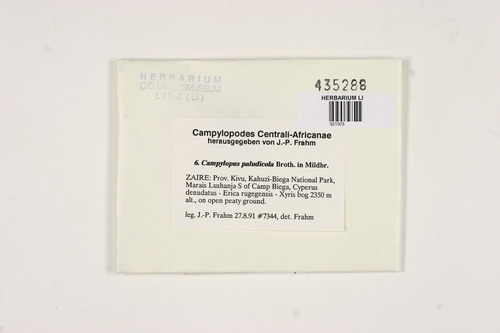 HERBARIUM
O.Ö. LANDESMUSEUM
LINZ (LI)
435288
HERBARIUM LI
921903
Campylopodes Centrali-Africanae
herausgegeben von J.-P. Frahm
6. Campylopus paludicola Broth. in Mildbr.
ZAIRE: Prov. Kivu, Kahuzi-Biega National Park,
Marais Lushanja S of Camp Biega, Cyperus
denudatus - Erica rugegensis - Xyris bog 2350 m
alt., on open peaty ground.
leg. J.-P. Frahm 27.8.91 #7344, det. Frahm